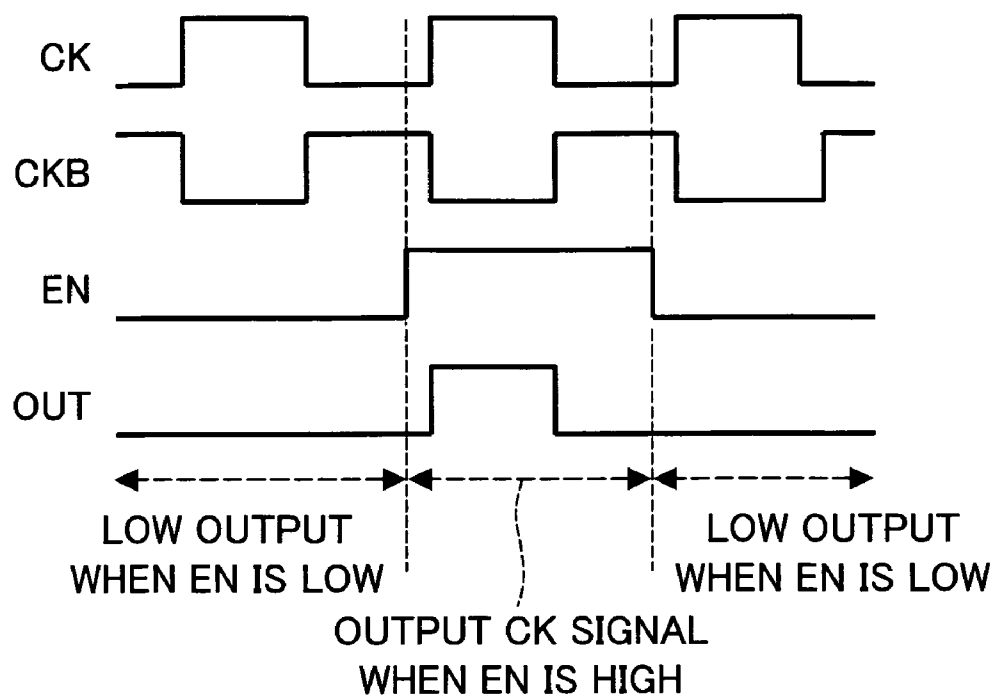 CK
CKB
EN
OUT
LOW OUTPUT
WHEN EN IS LOW
LOW OUTPUT
WHEN EN IS LOW
OUTPUT CK SIGNAL
WHEN EN IS HIGH